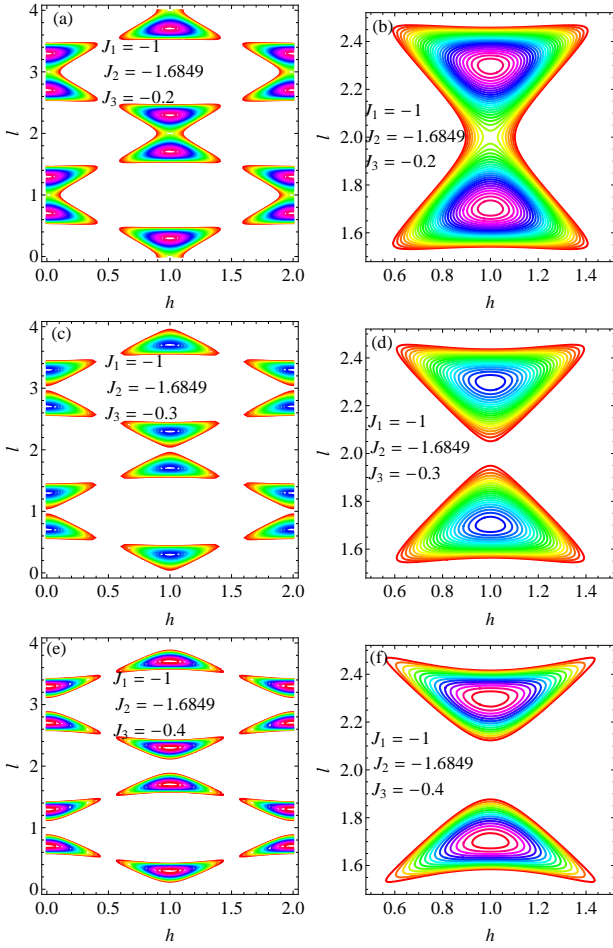 (a)
J₁ = −1
J₂ = −1.6849
J₃ = −0.2
l
4
3
2
1
0
0.0 0.5 1.0 1.5 2.0
h
(b)
J₁ = −1
J₂ = −1.6849
J₃ = −0.2
l
2.4
2.2
2.0
1.8
1.6
0.6 0.8 1.0 1.2 1.4
h
(c)
J₁ = −1
J₂ = −1.6849
J₃ = −0.3
l
4
3
2
1
0
0.0 0.5 1.0 1.5 2.0
h
(d)
J₁ = −1
J₂ = −1.6849
J₃ = −0.3
l
2.4
2.2
2.0
1.8
1.6
0.6 0.8 1.0 1.2 1.4
h
(e)
J₁ = −1
J₂ = −1.6849
J₃ = −0.4
l
4
3
2
1
0
0.0 0.5 1.0 1.5 2.0
h
(f)
J₁ = −1
J₂ = −1.6849
J₃ = −0.4
l
2.4
2.2
2.0
1.8
1.6
0.6 0.8 1.0 1.2 1.4
h